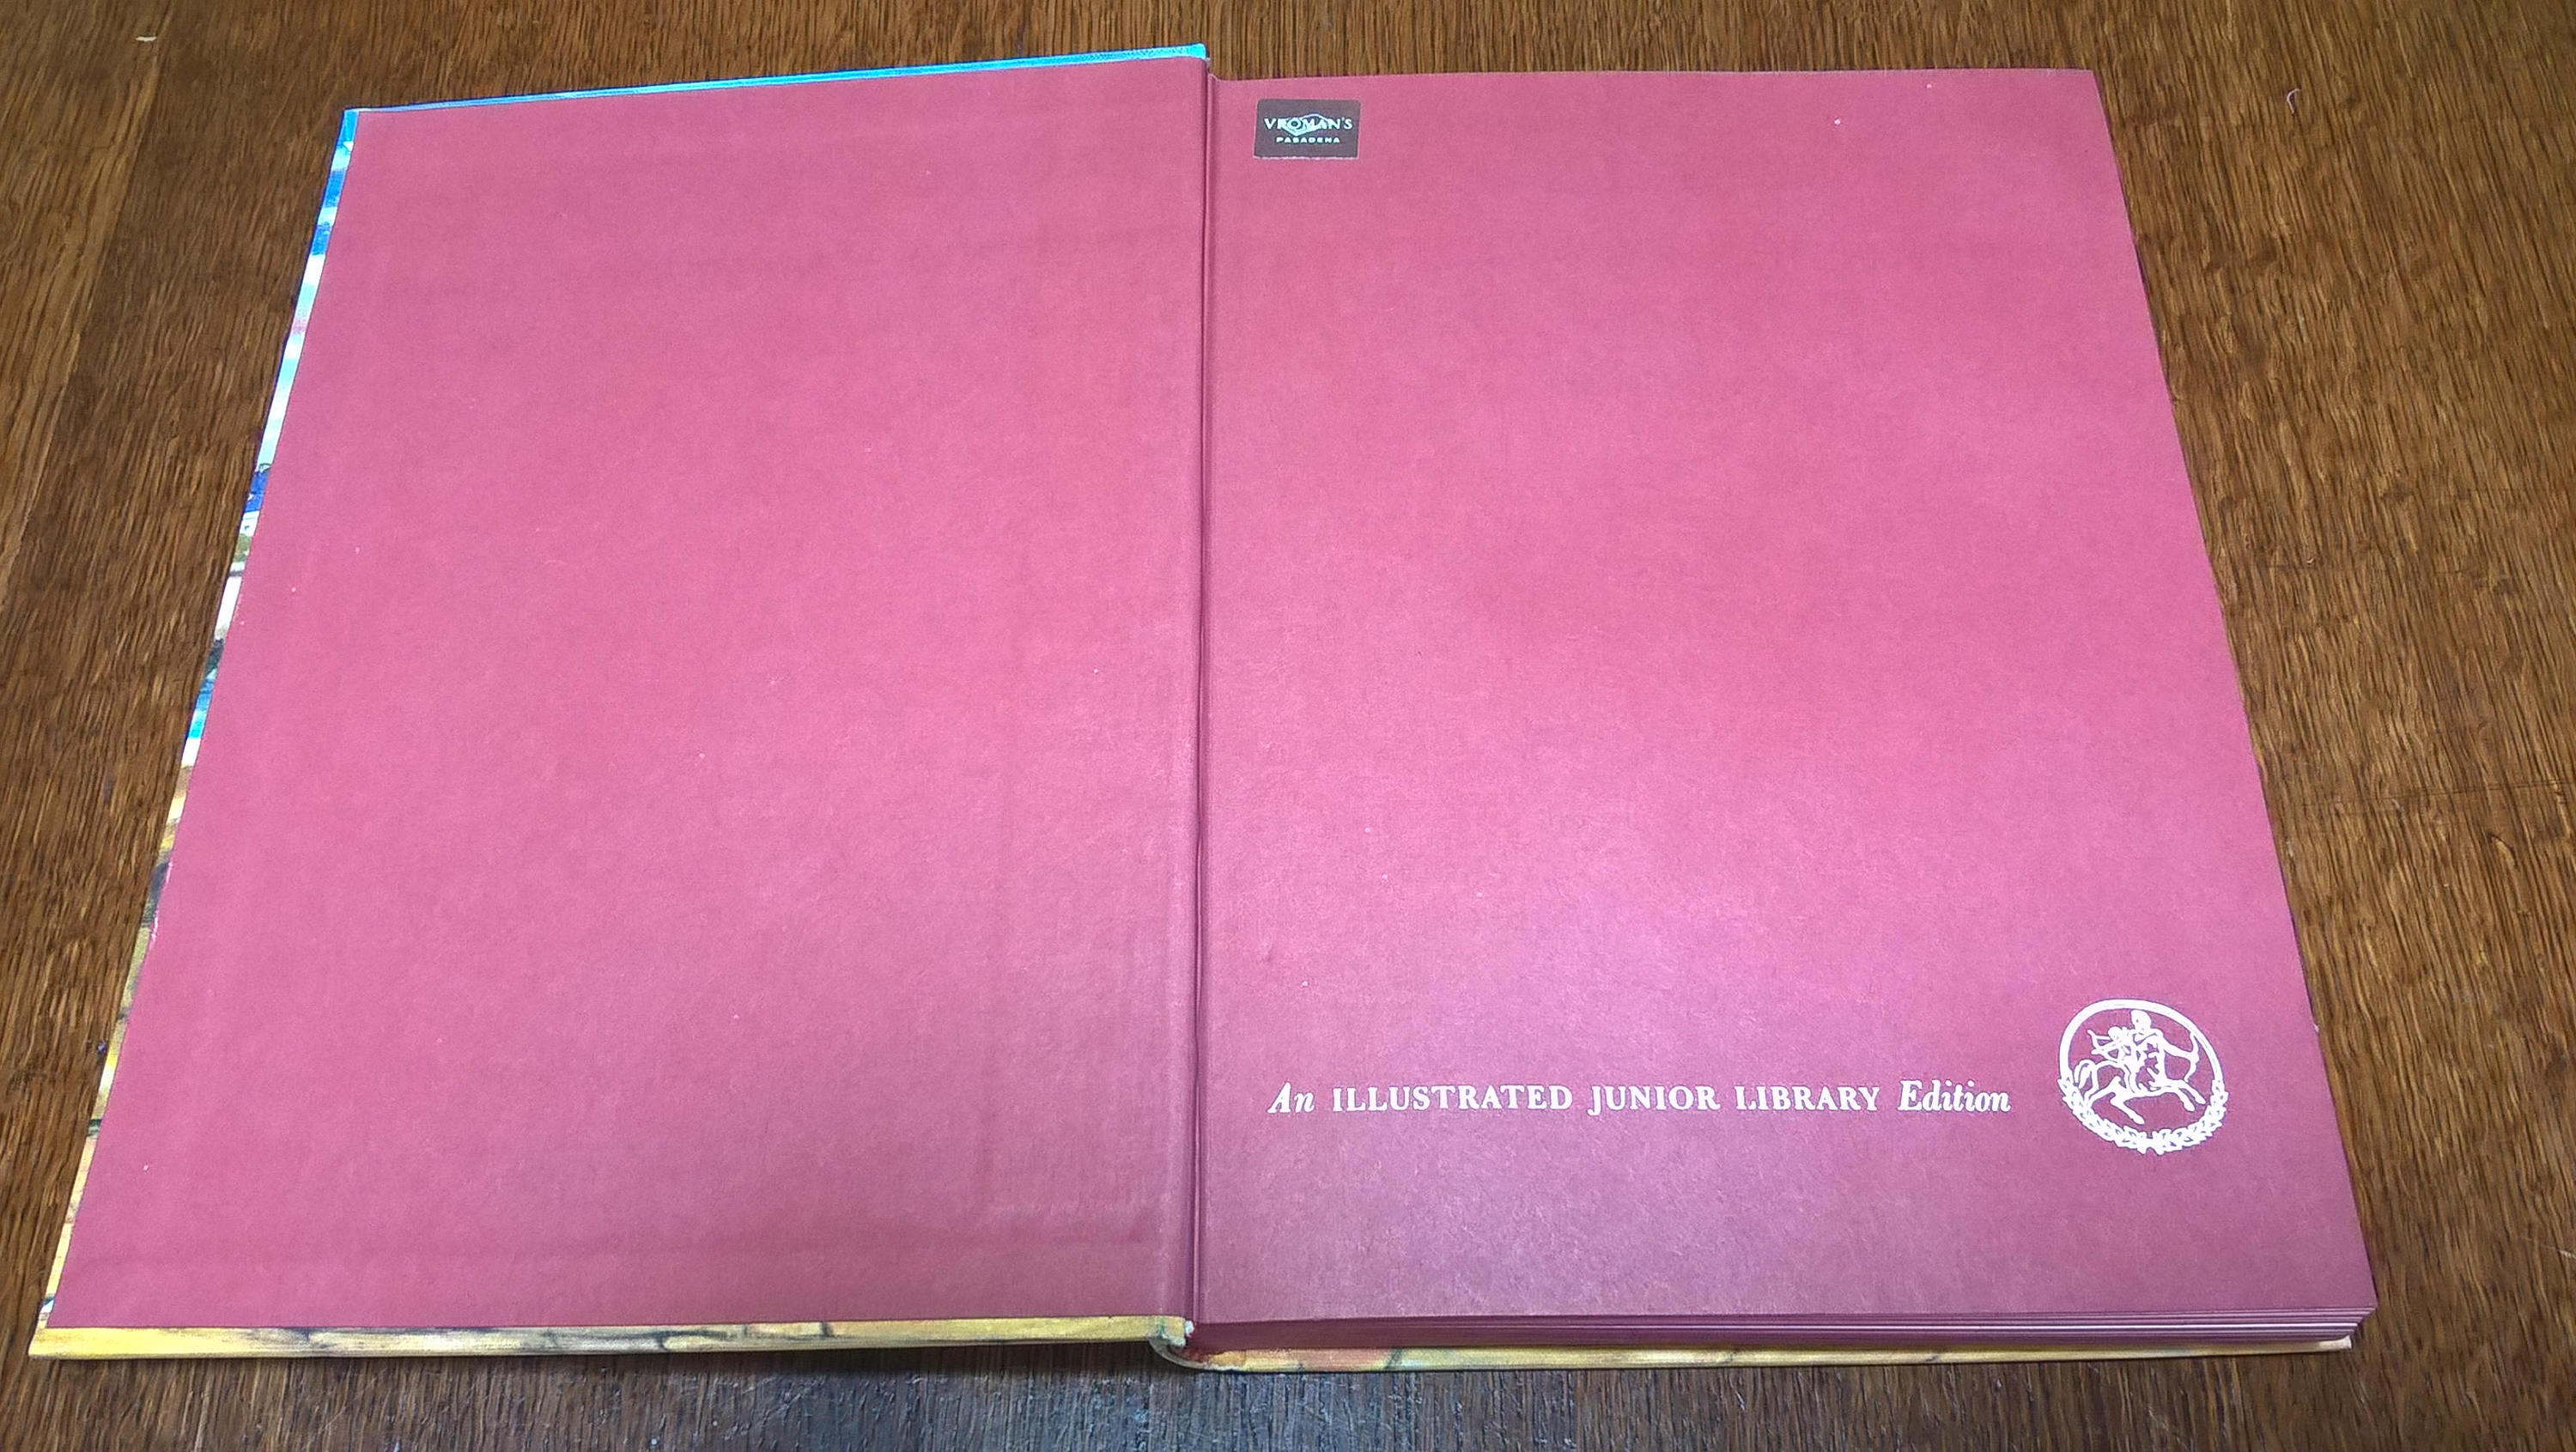 VROMAN'S
PASADENA
An ILLUSTRATED JUNIOR LIBRARY Edition